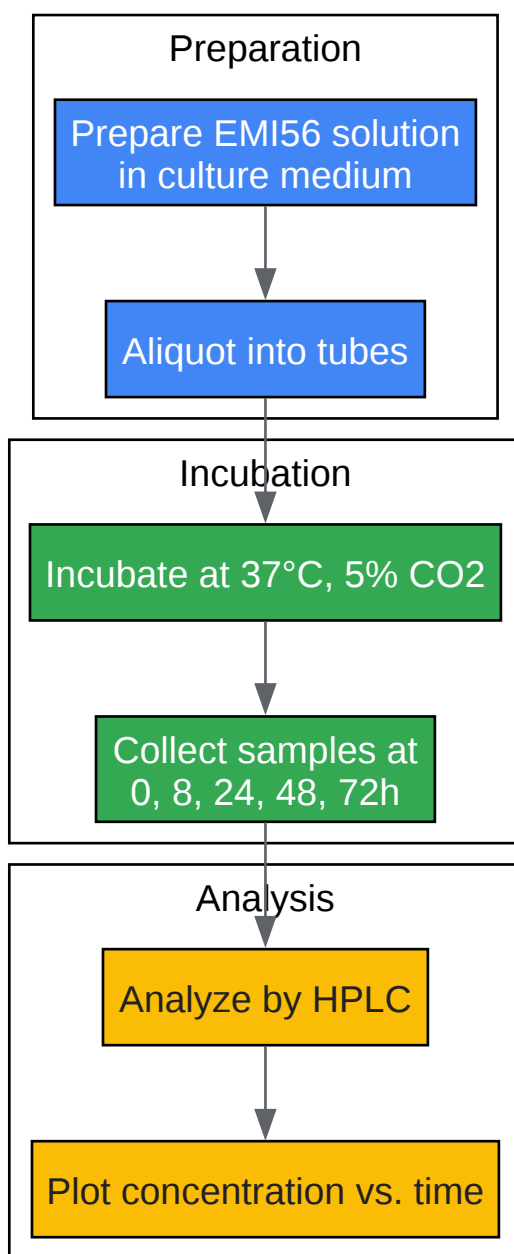 Preparation
Prepare EMI56 solution
in culture medium
Aliquot into tubes
Incubation
Incubate at 37°C, 5% CO2
Collect samples at
0, 8, 24, 48, 72h
Analysis
Analyze by HPLC
Plot concentration vs. time